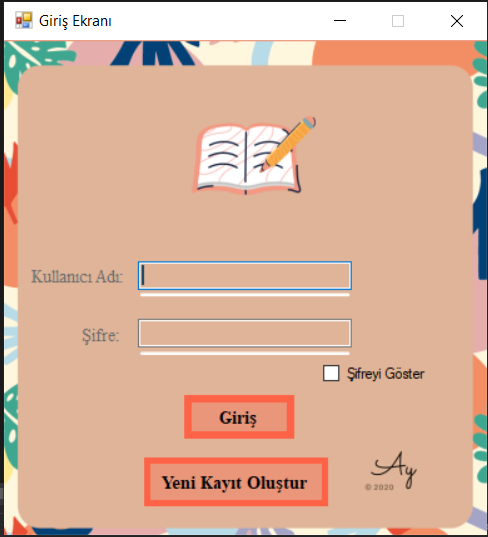 Giriş Ekranı
Kullanıcı Adı:
Şifre:
Şifreyi Göster
Giriş
Yeni Kayıt Oluştur
Ay
© 2020